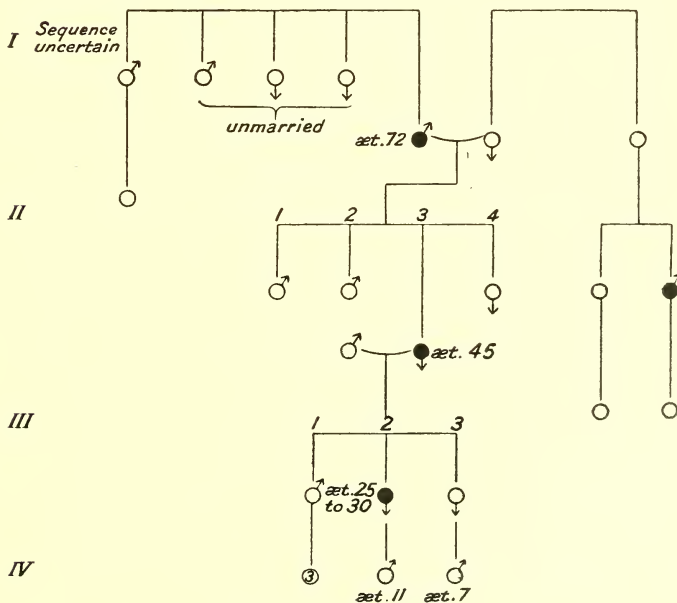 I Sequence
uncertain
unmarried
æt.72
II
1 2 3 4
æt. 45
III
1 2 3
æt.25
to 30
3
IV
æt.11 æt.7